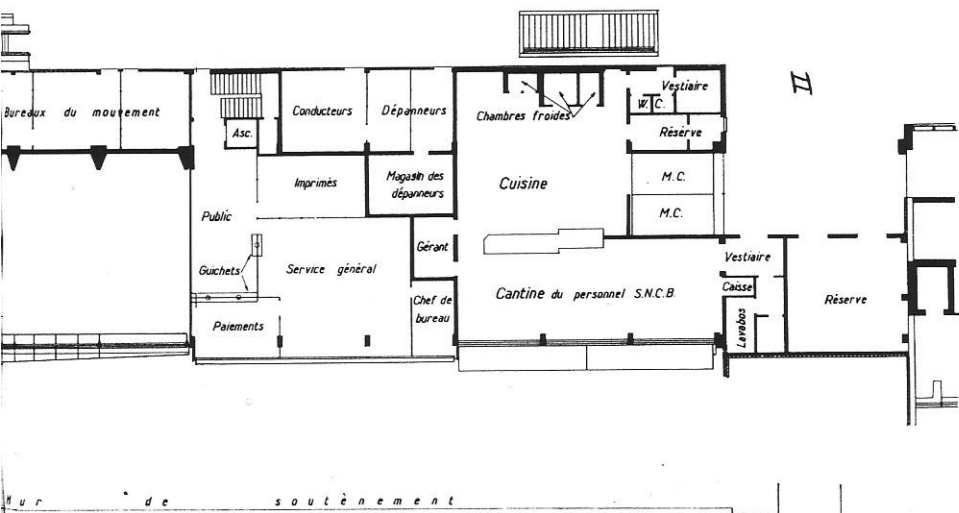 II
Vestiaire
Bureaux du mouvement
Conducteurs
Dépanneurs
W. C.
Chambres froides
Asc.
Réserve
Imprimés
Magasin des
dépanneurs
Cuisine
M.C.
Public
M.C.
Gérant
Vestiaire
Guichets
Service général
Caisse
Cantine du personnel S.N.C.B.
Réserve
Chef de
bureau
Paiements
Lavabos
Mur de soutènement